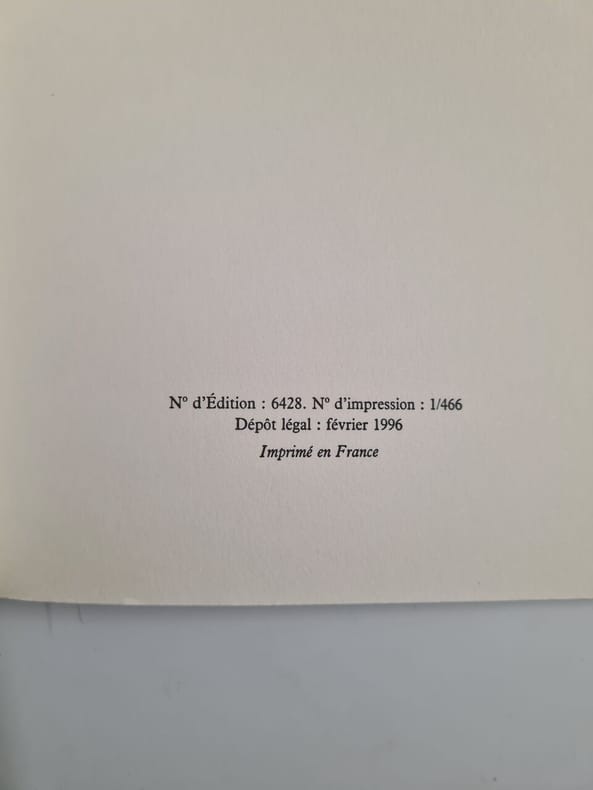 N° d'Édition : 6428. N° d'impression : 1/466
Dépôt légal : février 1996
Imprimé en France